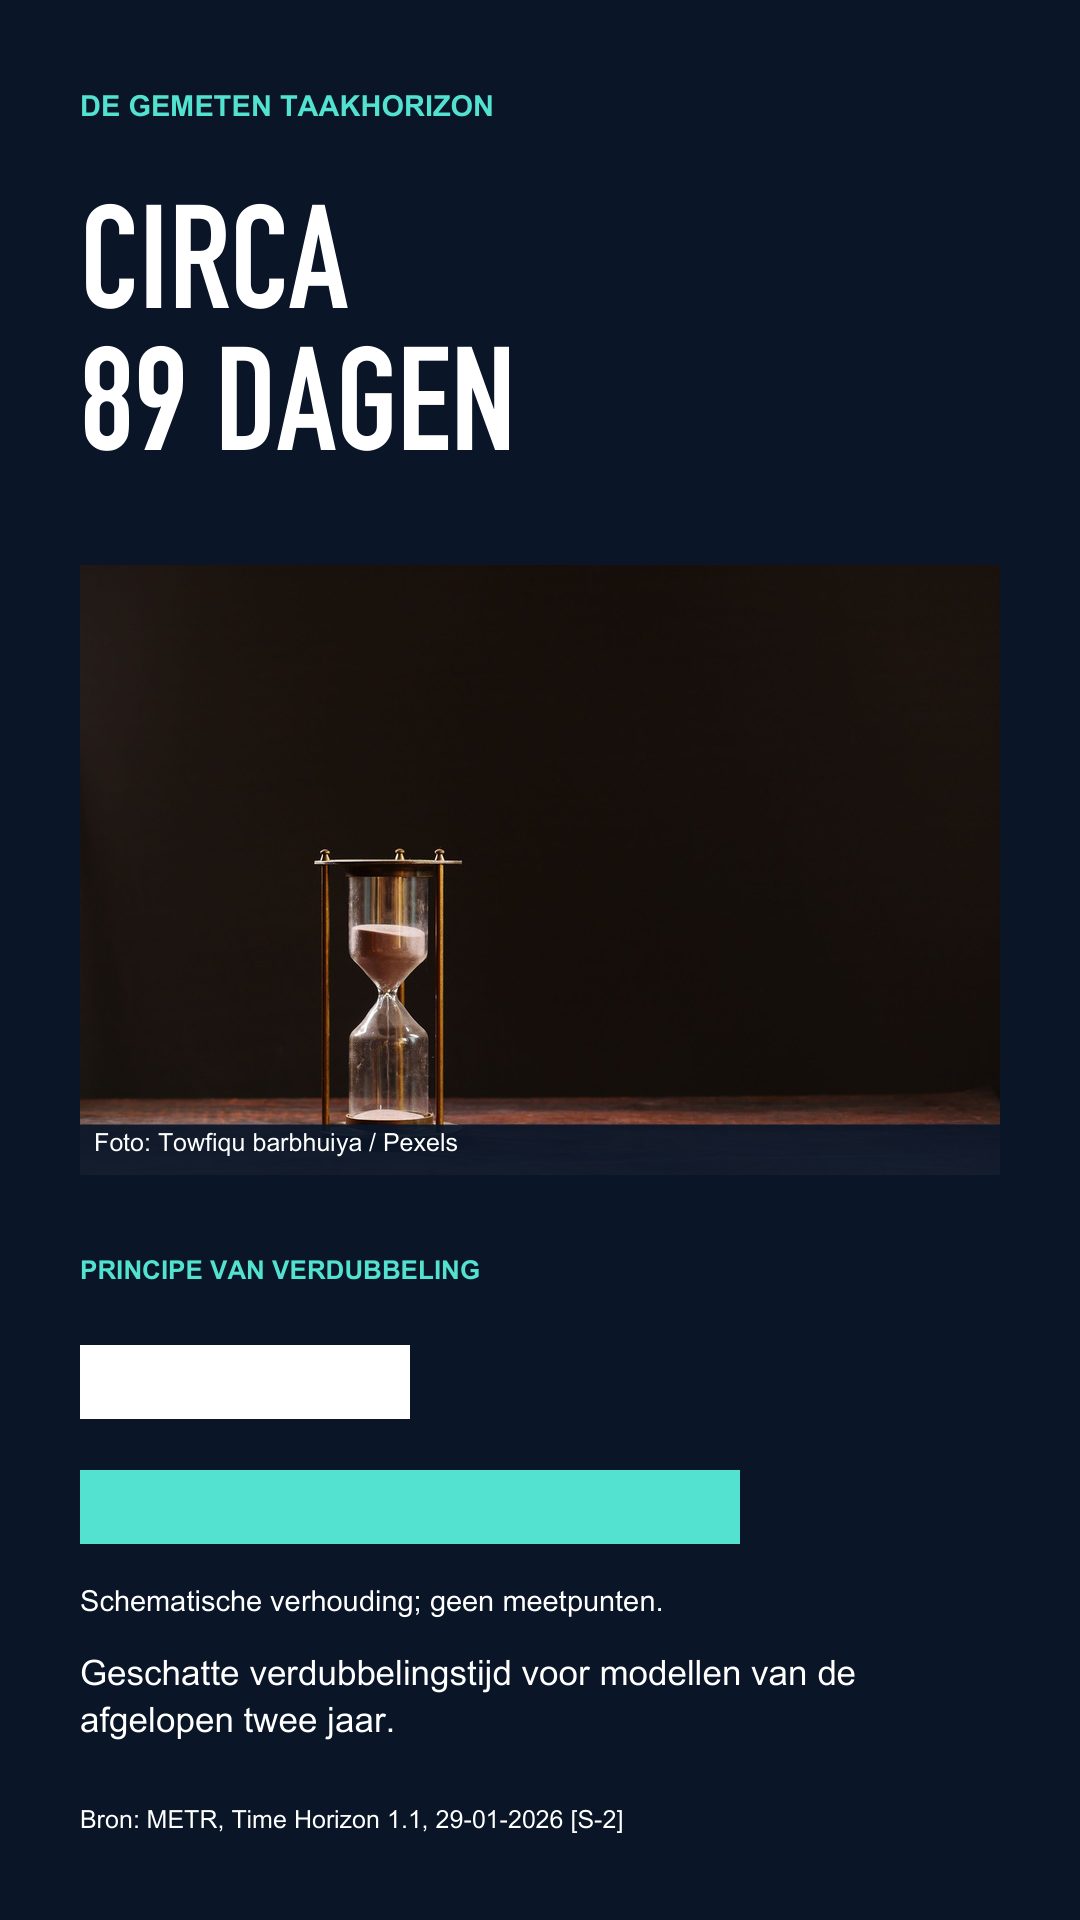 DE GEMETEN TAAKHORIZON
CIRCA
89 DAGEN
Foto: Towfiqu barbhuiya / Pexels
PRINCIPE VAN VERDUBBELING
Schematische verhouding; geen meetpunten.
Geschatte verdubbelingstijd voor modellen van de
afgelopen twee jaar.
Bron: METR, Time Horizon 1.1, 29-01-2026 [S-2]